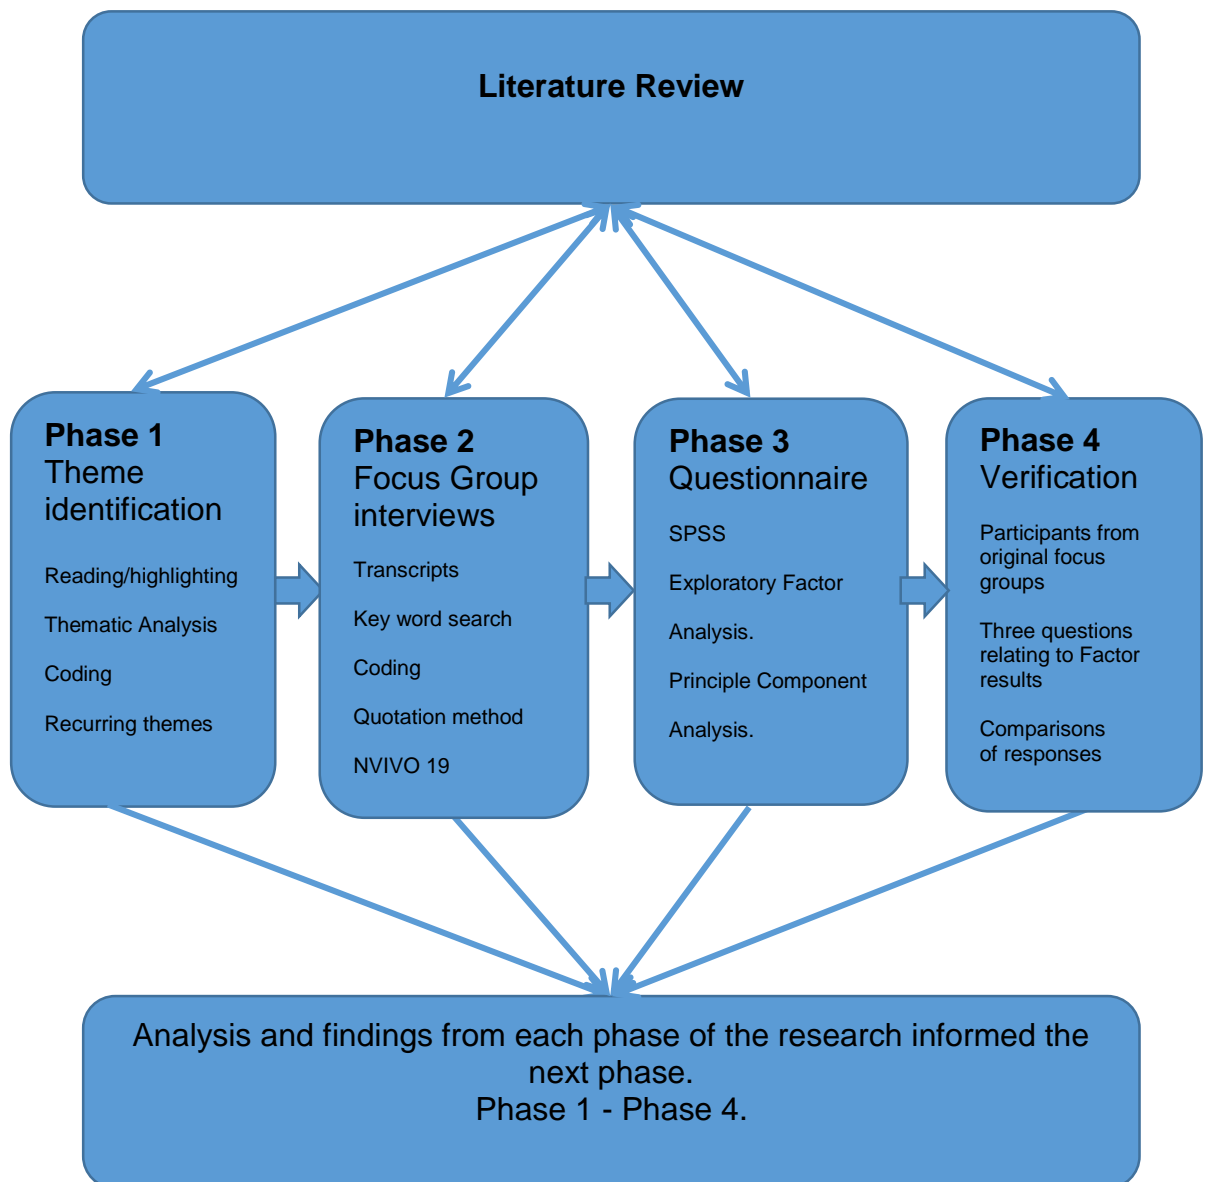 Literature Review
Phase 1
Theme
identification
Reading/highlighting
Thematic Analysis
Coding
Recurring themes
Phase 2
Focus Group
interviews
Transcripts
Key word search
Coding
Quotation method
NVIVO 19
Phase 3
Questionnaire
SPSS
Exploratory Factor
Analysis.
Principle Component
Analysis.
Phase 4
Verification
Participants from
original focus
groups
Three questions
relating to Factor
results
Comparisons
of responses
Analysis and findings from each phase of the research informed the
next phase.
Phase 1 - Phase 4.